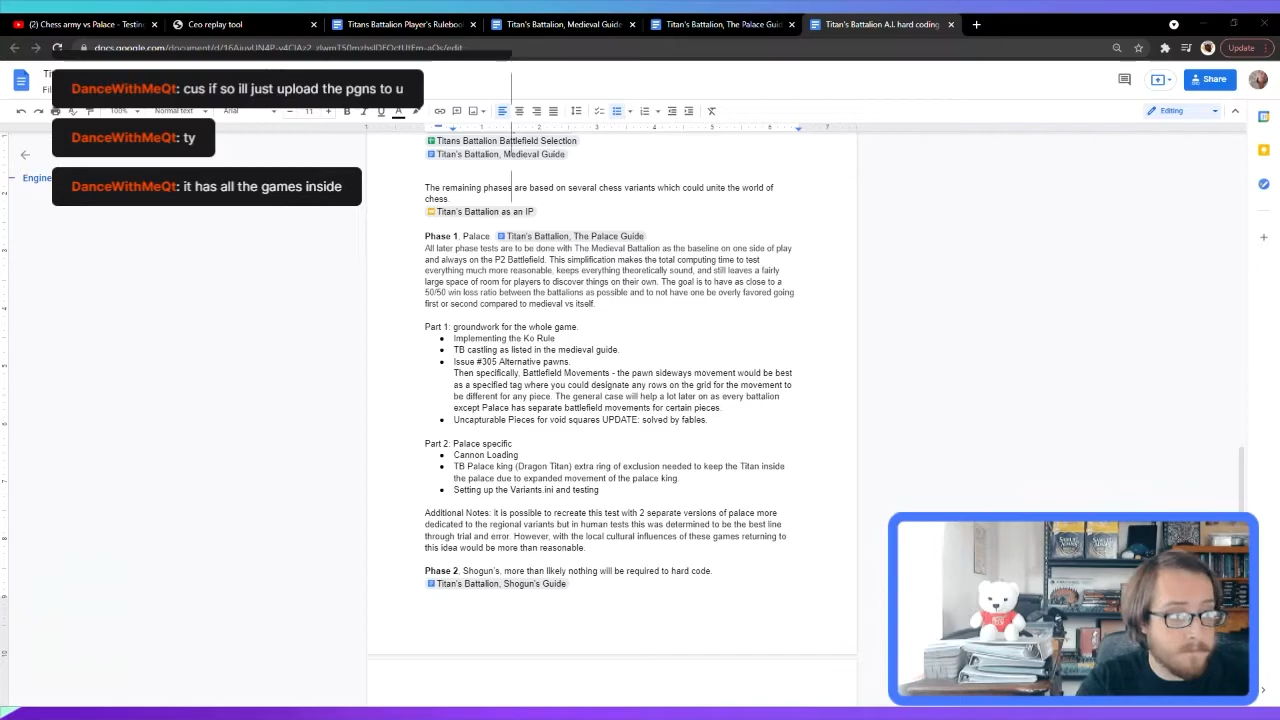 (2) Chess army vs Palace - Testin
Ceo replay tool
Titans Battalion Player's Rulebook
Titan's Battalion, Medieval Guide
Titan's Battalion, The Palace Gui
Titan's Battalion A.I. hard coding
Update
DanceWithMeQt: cus if so ill just upload the pgns to u
Share
100%
Normal text
Arial
11
Editing
DanceWithMeQt: ty
Titans Battalion Battlefield Selection
Titan's Battalion, Medieval Guide
DanceWithMeQt: it has all the games inside
The remaining phases are based on several chess variants which could unite the world of
chess.
Titan's Battalion as an IP
Phase 1, Palace. Titan's Battalion, The Palace Guide
All later phase tests are to be done with The Medieval Battalion as the baseline on one side of play
and always on the P2 Battlefield. This simplification makes the total computing time to test
everything much more reasonable, keeps everything theoretically sound, and still leaves a fairly
large space of room for players to discover things on their own. The goal is to have as close to a
50/50 win loss ratio between the battalions as possible and to not have one be overly favored going
first or second compared to medieval vs itself.
Part 1: groundwork for the whole game.
● Implementing the Ko Rule
● TB castling as listed in the medieval guide.
● Issue #305 Alternative pawns.
Then specifically, Battlefield Movements - the pawn sideways movement would be best
as a specified tag where you could designate any rows on the grid for the movement to
be different for any piece. The general case will help a lot later on as every battalion
except Palace has separate battlefield movements for certain pieces.
● Uncapturable Pieces for void squares UPDATE: solved by fables.
Part 2: Palace specific
● Cannon Loading
● TB Palace king (Dragon Titan) extra ring of exclusion needed to keep the Titan inside
the palace due to expanded movement of the palace king.
● Setting up the Variants.ini and testing
Additional Notes: it is possible to recreate this test with 2 separate versions of palace more
dedicated to the regional variants but in human tests this was determined to be the best line
through trial and error. However, with the local cultural influences of these games returning to
this idea would be more than reasonable.
Phase 2, Shogun's, more than likely nothing will be required to hard code.
Titan's Battalion, Shogun's Guide